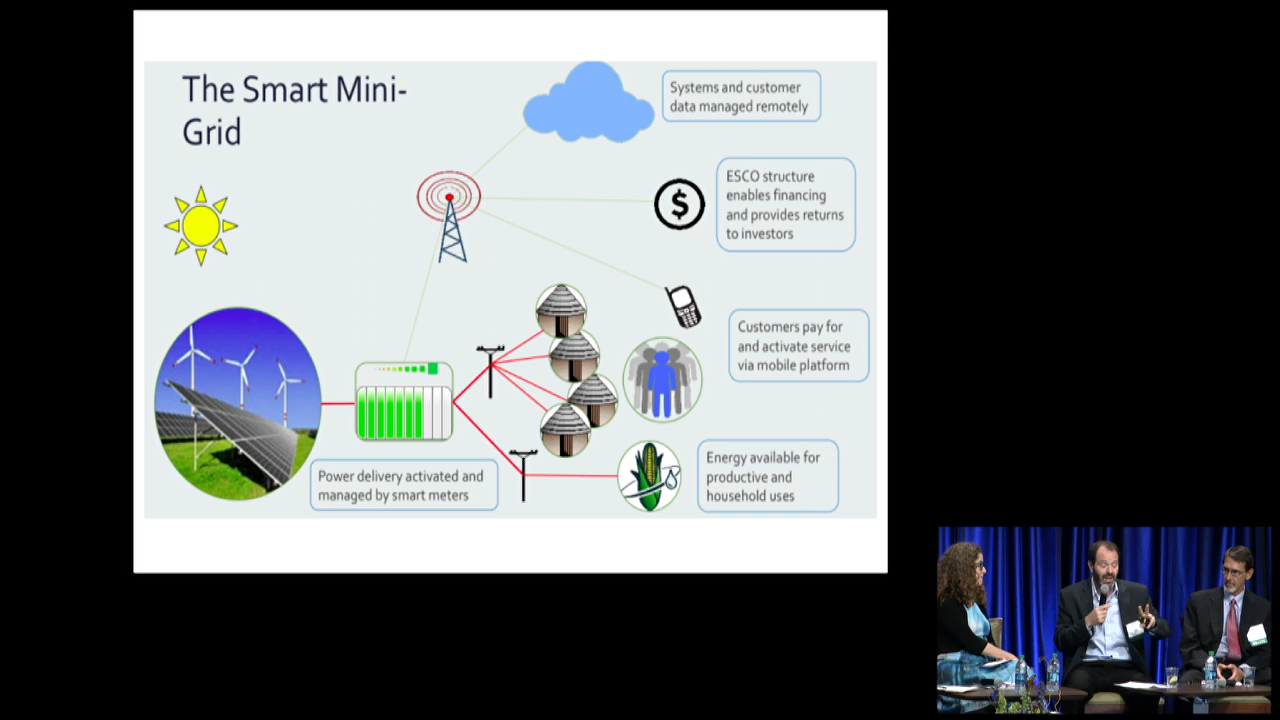 The Smart Mini-
Grid
Systems and customer
data managed remotely
ESCO structure
enables financing
and provides returns
to investors
$
Customers pay for
and activate service
via mobile platform
Energy available for
productive and
household uses
Power delivery activated and
managed by smart meters